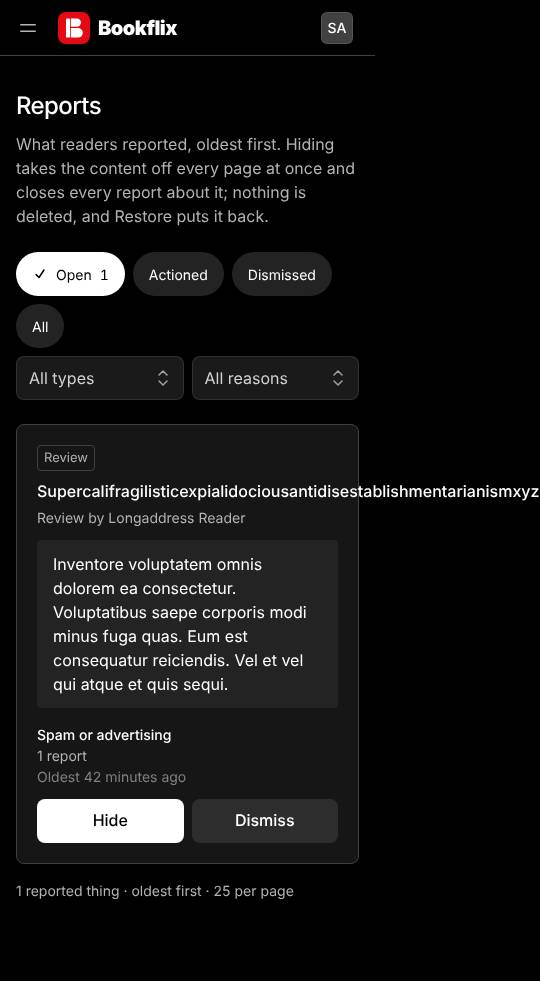 Bookflix
SA
Reports
What readers reported, oldest first. Hiding
takes the content off every page at once and
closes every report about it; nothing is
deleted, and Restore puts it back.
Open 1
Actioned
Dismissed
All
All types
All reasons
Review
Supercalifragilisticexpialidociousantidisestablishmentarianismxyz
Review by Longaddress Reader
Inventore voluptatem omnis
dolorem ea consectetur.
Voluptatibus saepe corporis modi
minus fuga quas. Eum est
consequatur reiciendis. Vel et vel
qui atque et quis sequi.
Spam or advertising
1 report
Oldest 42 minutes ago
Hide
Dismiss
1 reported thing · oldest first · 25 per page